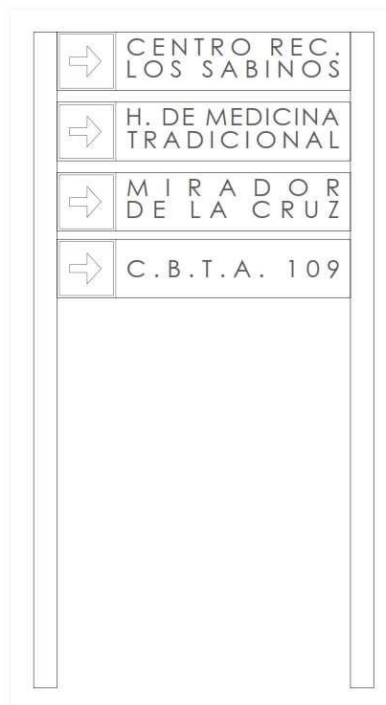 CENTRO REC.
LOS SABINOS
H. DE MEDICINA
TRADICIONAL
MIRADOR
DE LA CRUZ
C.B.T.A. 109